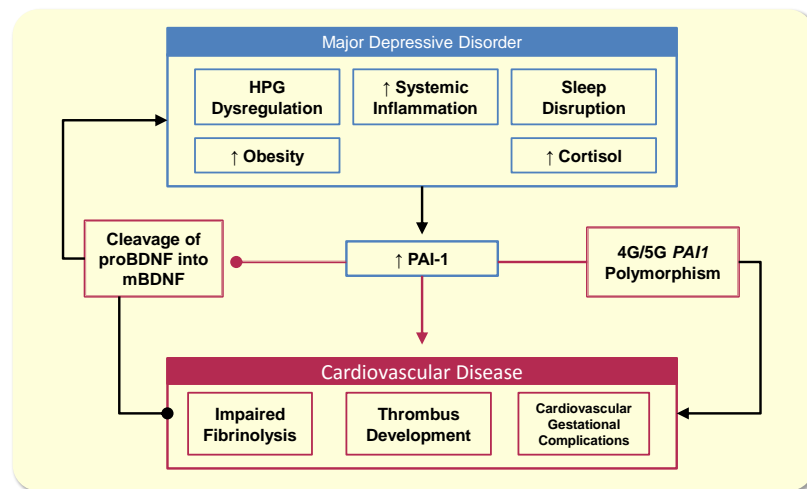 Major Depressive Disorder
HPG
Dysregulation
↑ Systemic
Inflammation
Sleep
Disruption
↑ Obesity
↑ Cortisol
Cleavage of
proBDNF into
mBDNF
↑ PAI-1
4G/5G PAI1
Polymorphism
Cardiovascular Disease
Impaired
Fibrinolysis
Thrombus
Development
Cardiovascular
Gestational
Complications